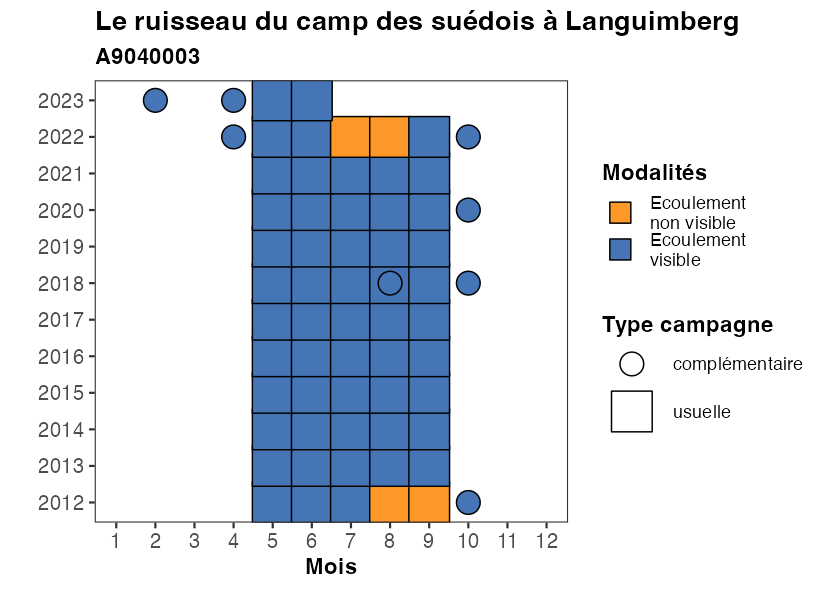 Le ruisseau du camp des suédois à Languimberg
A9040003
2023
2022
2021
2020
2019
2018
2017
2016
2015
2014
2013
2012
1 2 3 4 5 6 7 8 9 10 11 12
Mois
Modalités
Ecoulement
non visible
Ecoulement
visible
Type campagne
complémentaire
usuelle